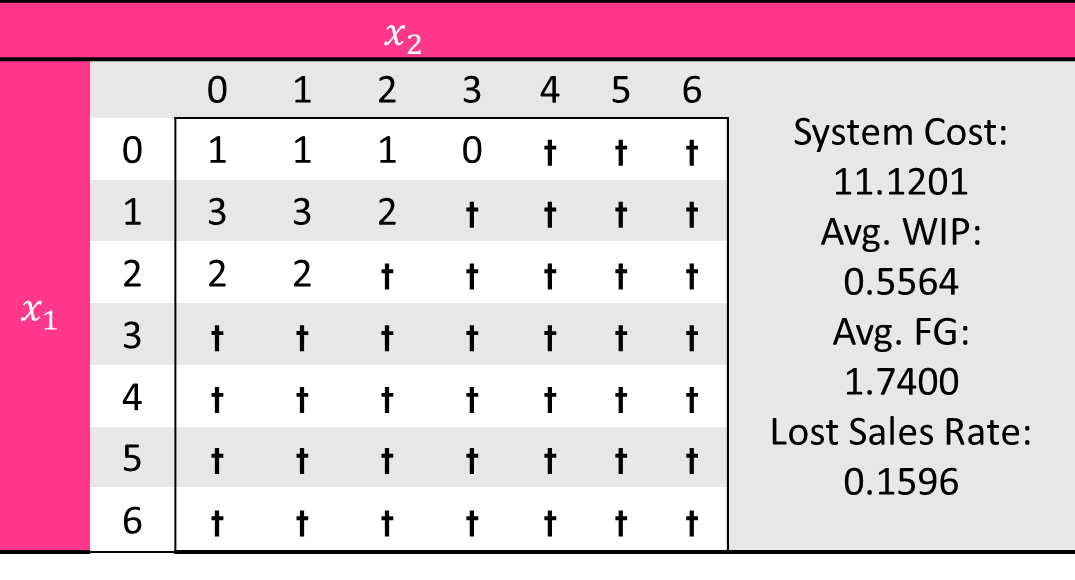 x₂
0 1 2 3 4 5 6
0 1 1 1 0 † † †
1 3 3 2 † † † †
2 2 2 † † † † †
x₁
3 † † † † † † †
4 † † † † † † †
5 † † † † † † †
6 † † † † † † †
System Cost:
11.1201
Avg. WIP:
0.5564
Avg. FG:
1.7400
Lost Sales Rate:
0.1596